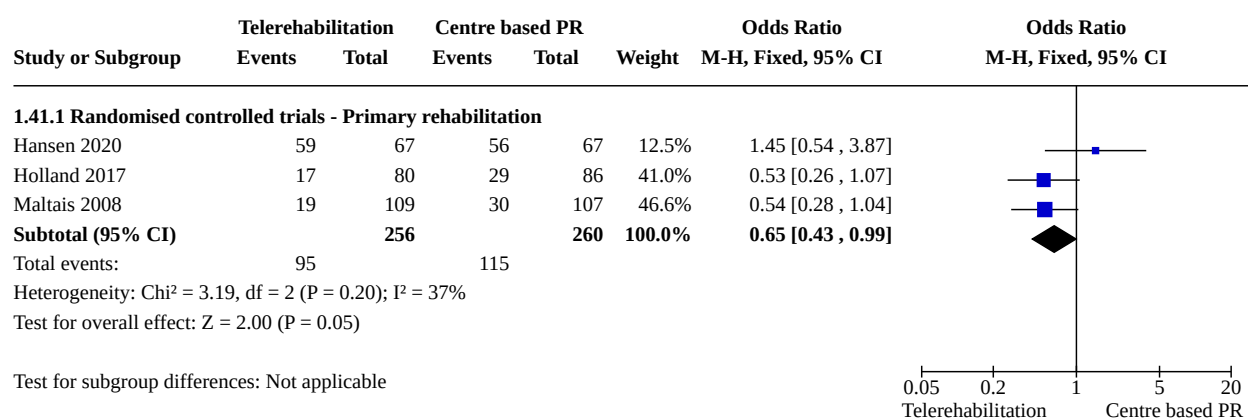 Telerehabilitation Centre based PR Odds Ratio Odds Ratio
Study or Subgroup Events Total Events Total Weight M-H, Fixed, 95% CI M-H, Fixed, 95% CI
1.41.1 Randomised controlled trials - Primary rehabilitation
Hansen 2020 59 67 56 67 12.5% 1.45 [0.54 , 3.87]
Holland 2017 17 80 29 86 41.0% 0.53 [0.26 , 1.07]
Maltais 2008 19 109 30 107 46.6% 0.54 [0.28 , 1.04]
Subtotal (95% CI) 256 260 100.0% 0.65 [0.43 , 0.99]
Total events: 95 115
Heterogeneity: Chi² = 3.19, df = 2 (P = 0.20); I² = 37%
Test for overall effect: Z = 2.00 (P = 0.05)
Test for subgroup differences: Not applicable
0.05 0.2 1 5 20
Telerehabilitation Centre based PR